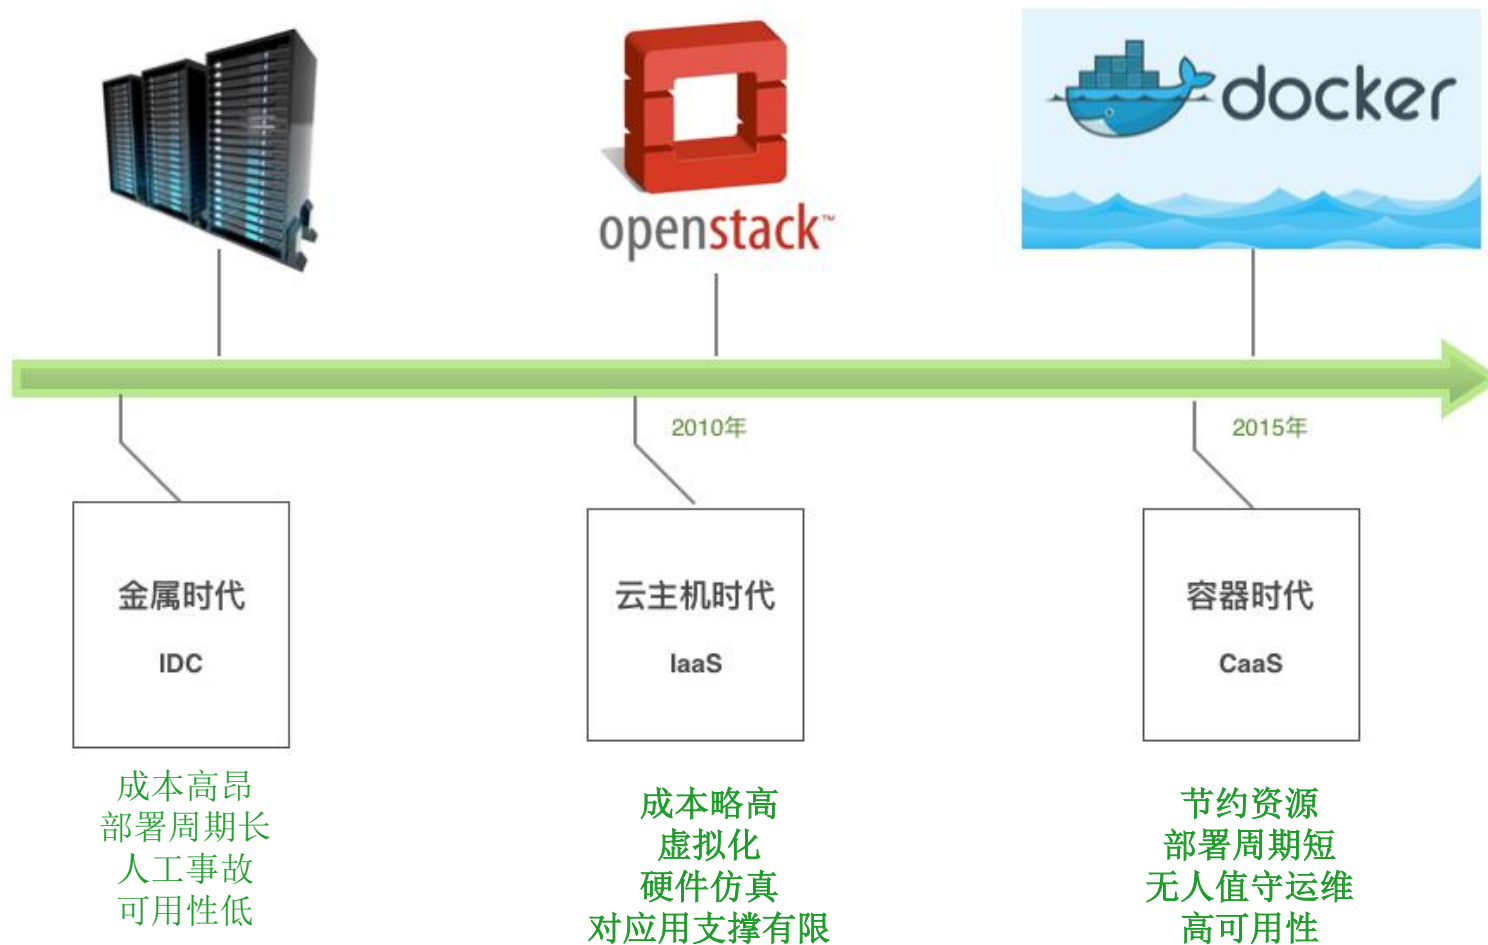 openstack™
docker
2010年
2015年
金属时代
IDC
云主机时代
IaaS
容器时代
CaaS
成本高昂
部署周期长
人工事故
可用性低
成本略高
虚拟化
硬件仿真
对应用支撑有限
节约资源
部署周期短
无人值守运维
高可用性